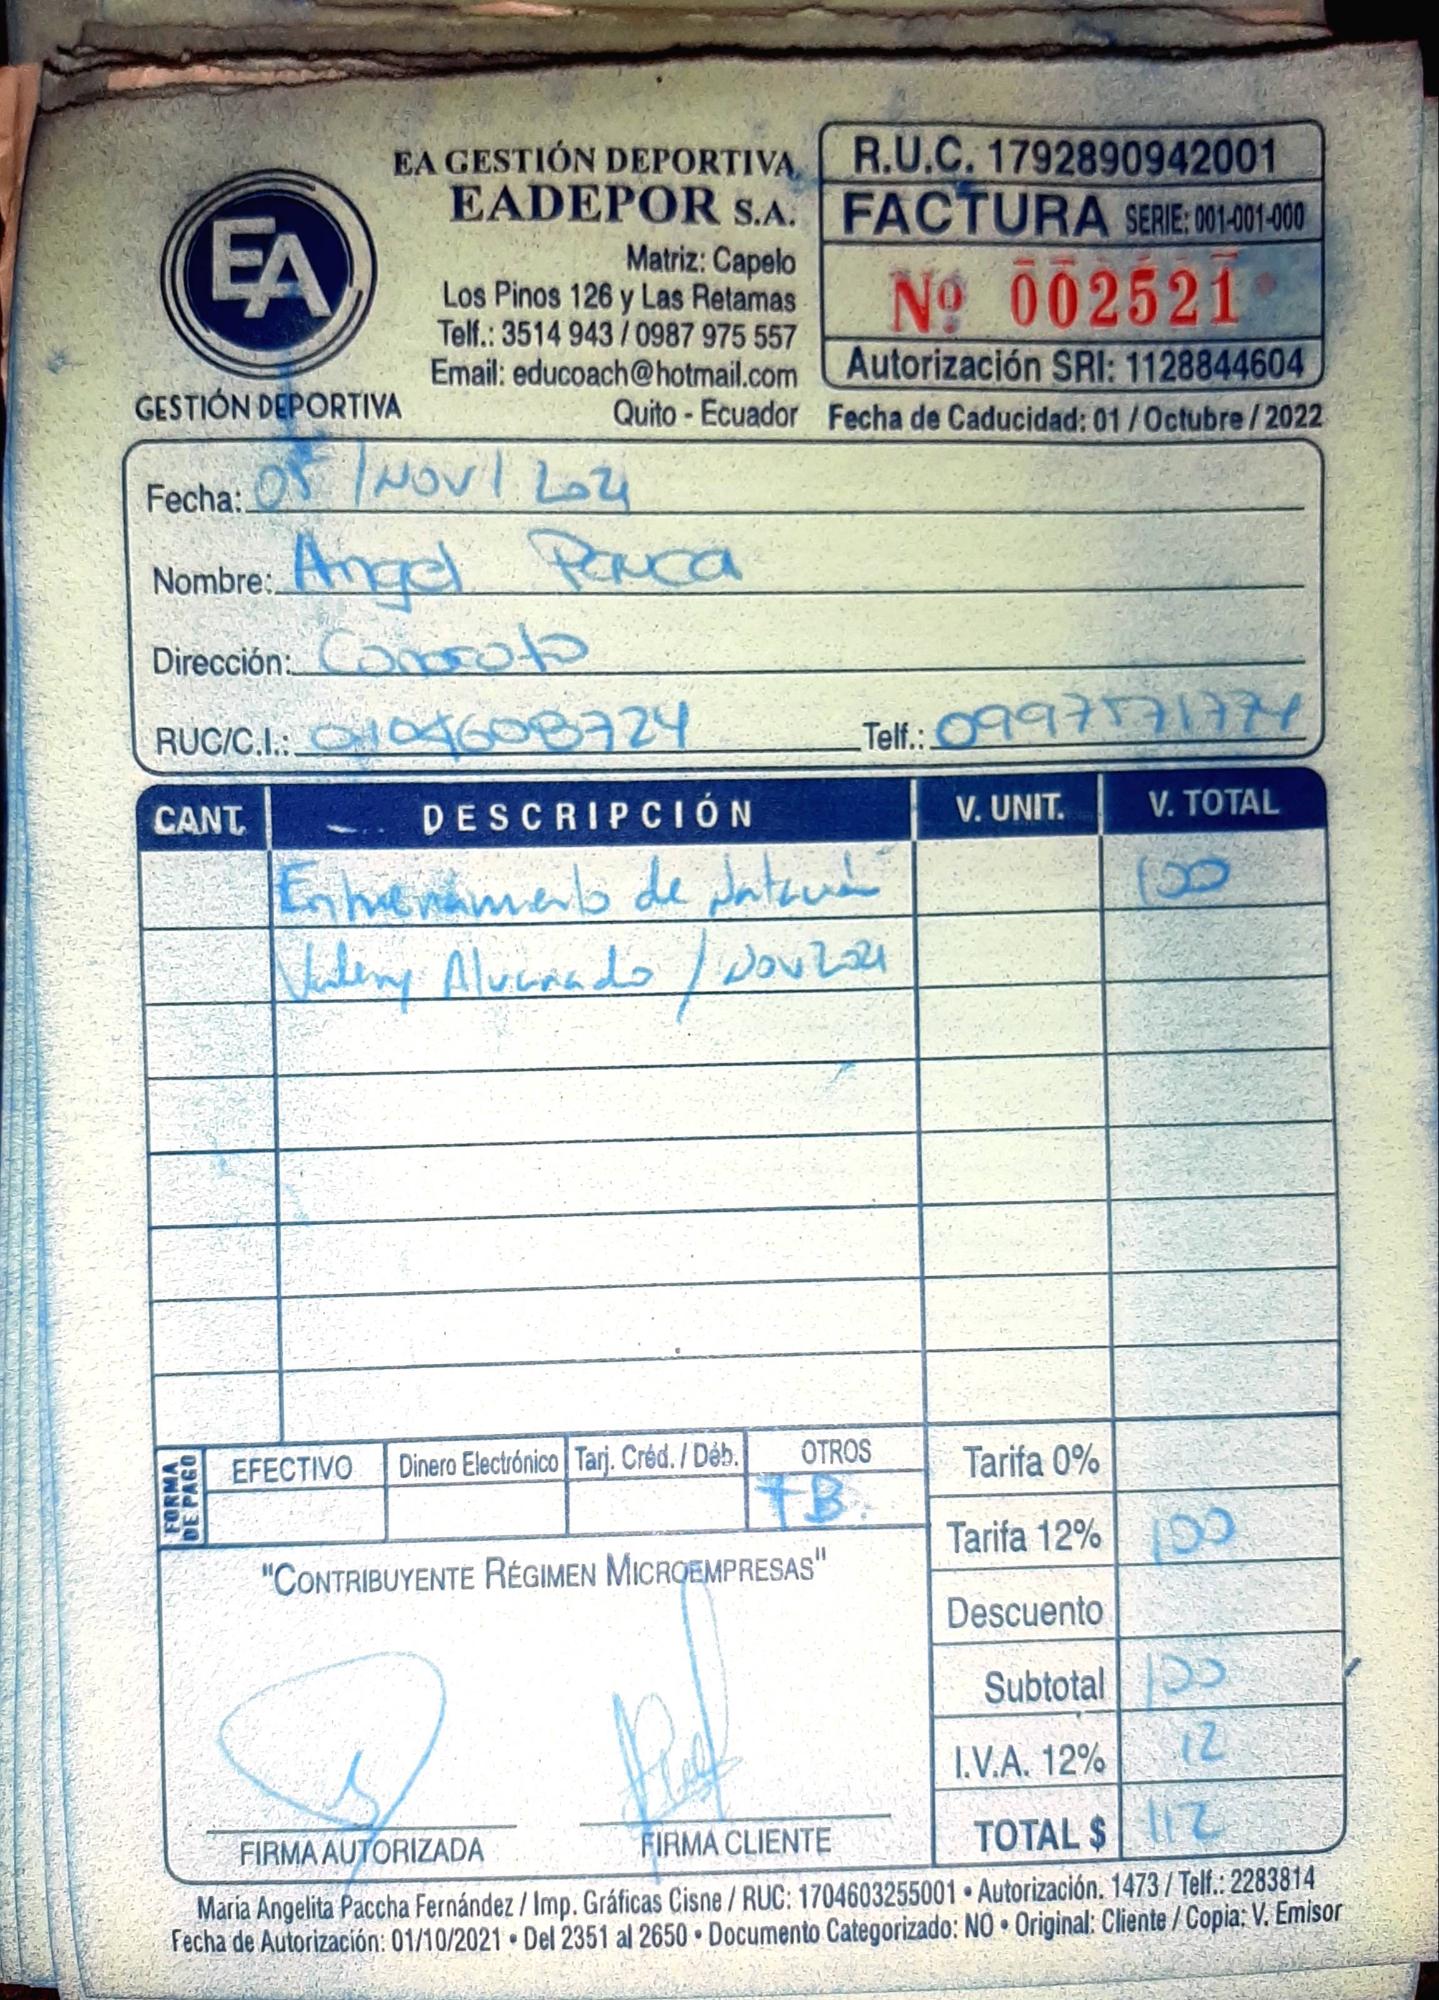 EA
GESTIÓN DEPORTIVA
EA GESTIÓN DEPORTIVA
EADEPOR S.A.
Matriz: Capelo
Los Pinos 126 y Las Retamas
Telf.: 3514 943 / 0987 975 557
Email: educoach@hotmail.com
Quito - Ecuador
R.U.C. 1792890942001
FACTURA SERIE: 001-001-000
Nº 002521
Autorización SRI: 1128844604
Fecha de Caducidad: 01 / Octubre / 2022
Fecha: 05 / NOV / 2021
Nombre: Angel
Dirección: Conocoto
RUC/C.I.: 0104608724 Telf.: 0997571774
CANT. DESCRIPCIÓN V. UNIT. V. TOTAL
Entrenamiento de Natación 100
Alvarado / Nov 2021
FORMA DE PAGO
EFECTIVO Dinero Electrónico Tarj. Créd. / Déb. OTROS
TB.
Tarifa 0%
Tarifa 12% 100
Descuento
Subtotal 100
I.V.A. 12% 12
TOTAL $ 112
"CONTRIBUYENTE RÉGIMEN MICROEMPRESAS"
FIRMA AUTORIZADA FIRMA CLIENTE
María Angelita Paccha Fernández / Imp. Gráficas Cisne / RUC: 1704603255001 • Autorización. 1473 / Telf.: 2283814
Fecha de Autorización: 01/10/2021 • Del 2351 al 2650 • Documento Categorizado: NO • Original: Cliente / Copia: V. Emisor